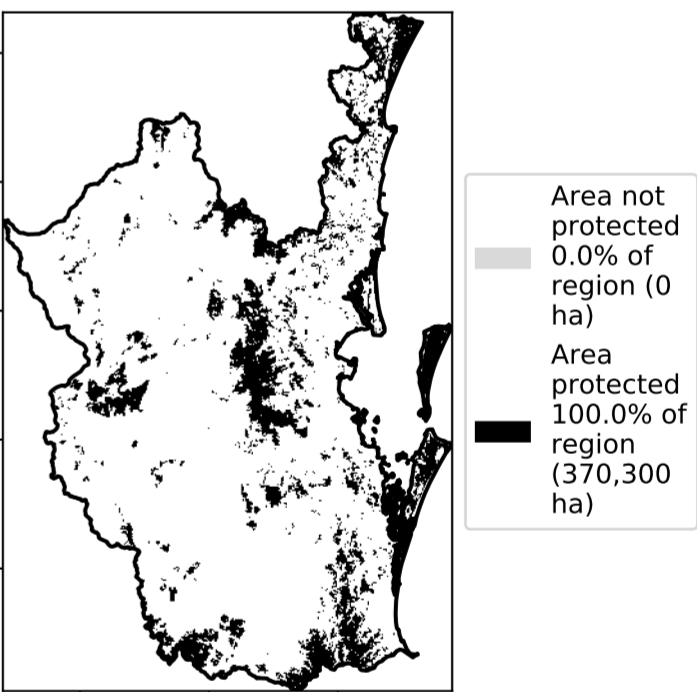 Area not
protected
0.0% of
region (0
ha)
Area
protected
100.0% of
region
(370,300
ha)